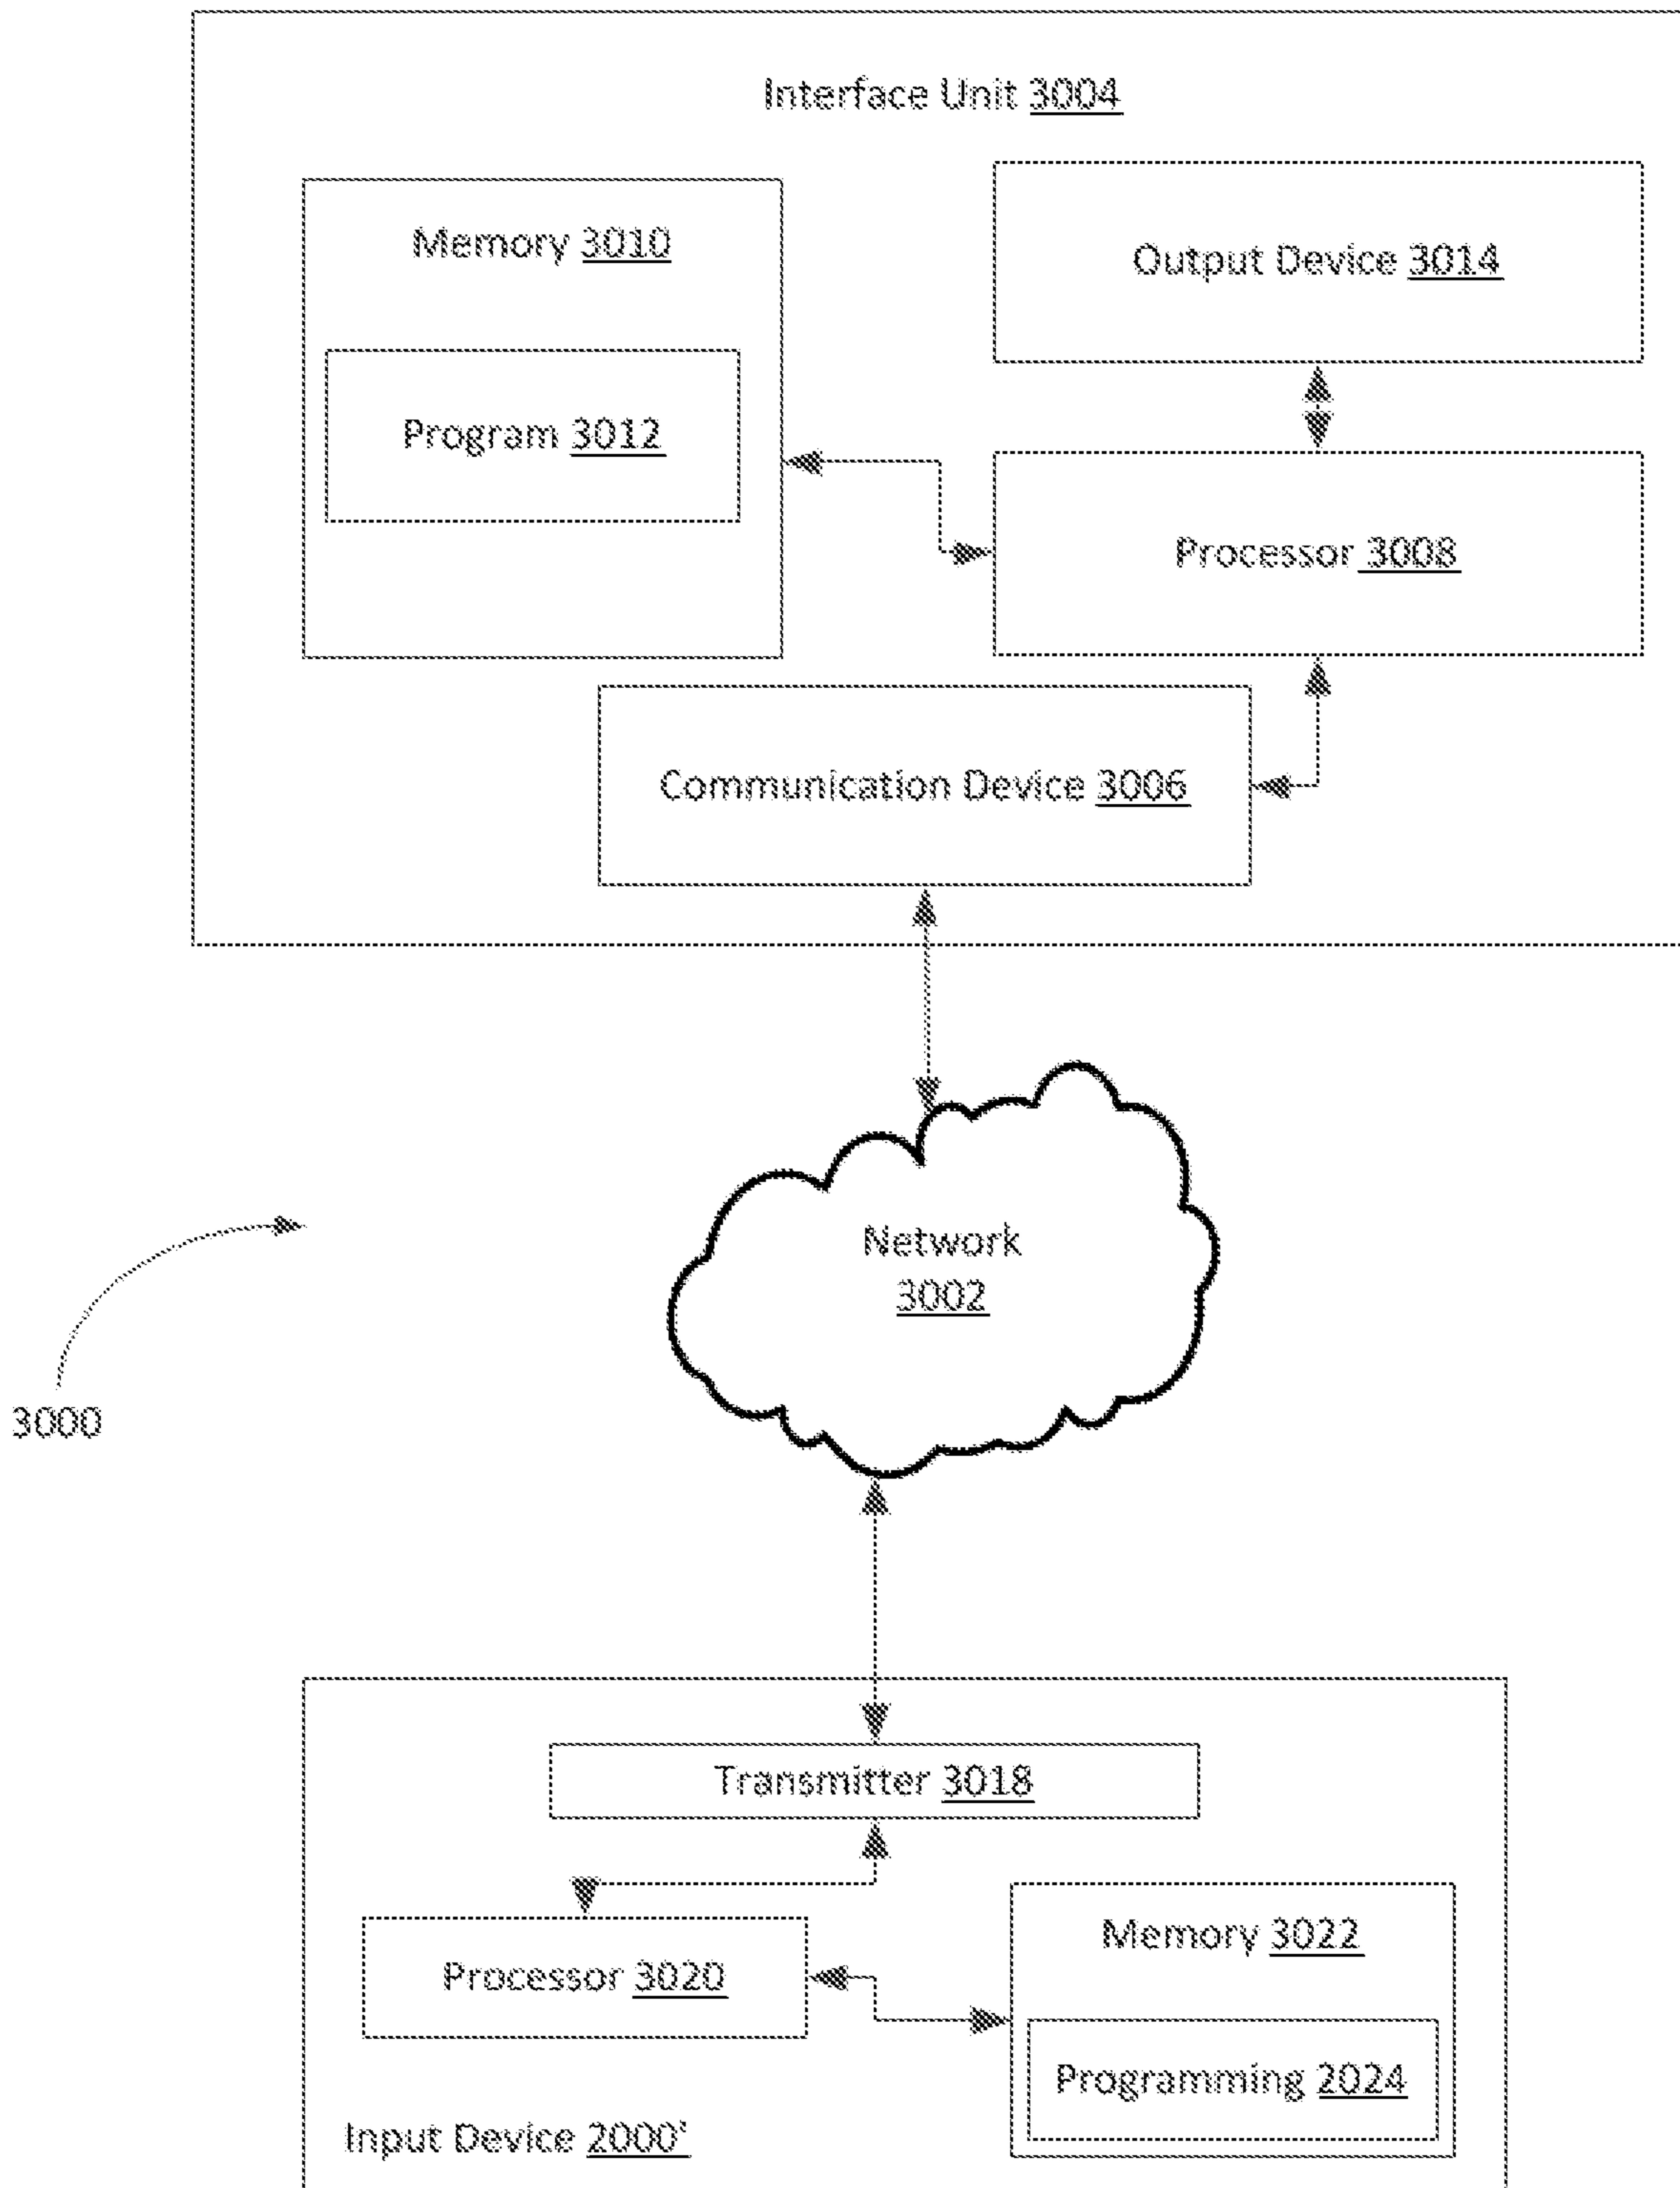 Interface Unit 3004
Memory 3010
Output Device 3014
Program 3012
Processor 3008
Communication Device 3006
Network
3002
3000
Transmitter 3018
Memory 3022
Processor 3020
Programming 2024
Input Device 2000'